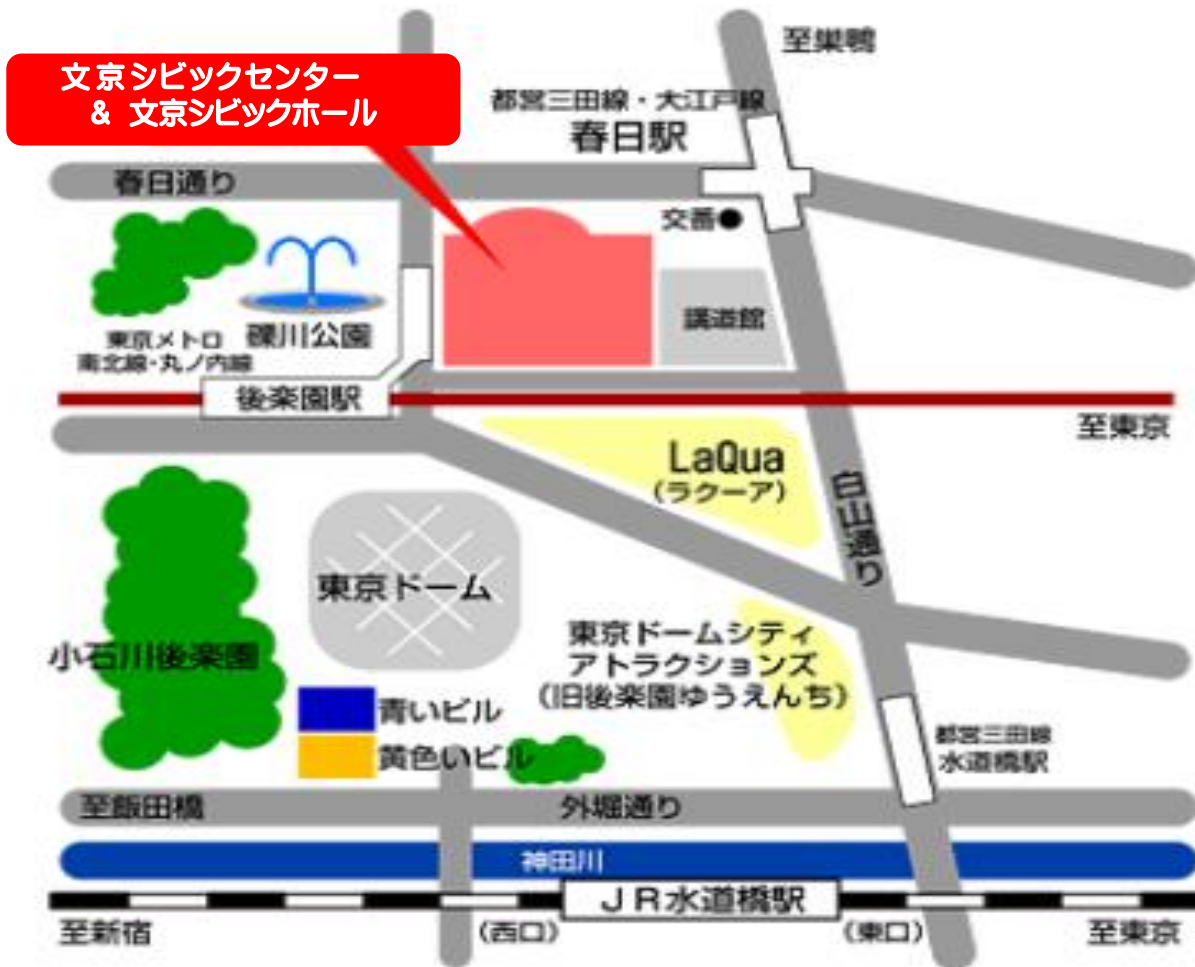 至巣鴨
文京シビックセンター
& 文京シビックホール
都営三田線・大江戸線
春日駅
春日通り
交番●
講道館
礫川公園
東京メトロ
南北線・丸ノ内線
後楽園駅
至東京
LaQua
(ラクーア)
白山通り
東京ドーム
小石川後楽園
東京ドームシティ
アトラクションズ
(旧後楽園ゆうえんち)
青いビル
黄色いビル
都営三田線
水道橋駅
至飯田橋
外堀通り
神田川
JR水道橋駅
至新宿
(西口)
(東口)
至東京